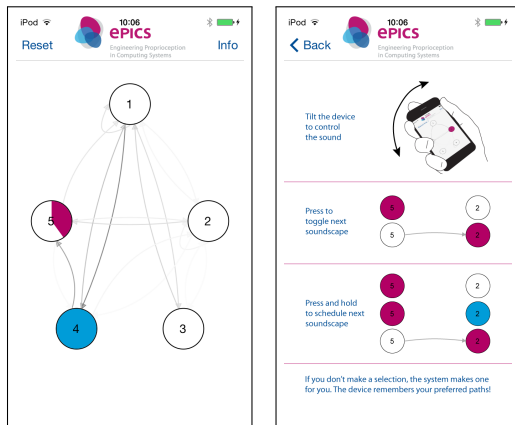 iPod 10:06
Reset
ePiCS
Engineering Proprioception
in Computing Systems
Info
1
5
2
4
3
iPod 10:06
Back
ePiCS
Engineering Proprioception
in Computing Systems
Tilt the device
to control
the sound
Press to
toggle next
soundscape
5 2
5 2
Press and hold
to schedule next
soundscape
5 2
5 2
5 2
If you don't make a selection, the system makes one
for you. The device remembers your preferred paths!